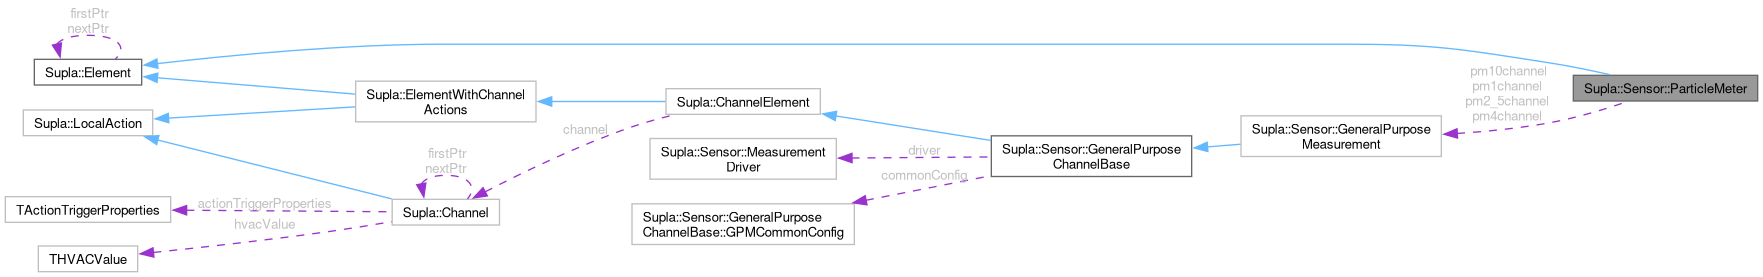 firstPtr
nextPtr
Supla::Element
Supla::LocalAction
TActionTriggerProperties
THVACValue
Supla::ElementWithChannel
Actions
firstPtr
nextPtr
actionTriggerProperties
hvacValue
Supla::Channel
channel
Supla::ChannelElement
Supla::Sensor::Measurement
Driver
Supla::Sensor::GeneralPurpose
ChannelBase::GPMCommonConfig
driver
commonConfig
Supla::Sensor::GeneralPurpose
ChannelBase
Supla::Sensor::GeneralPurpose
Measurement
pm10channel
pm1channel
pm2_5channel
pm4channel
Supla::Sensor::ParticleMeter